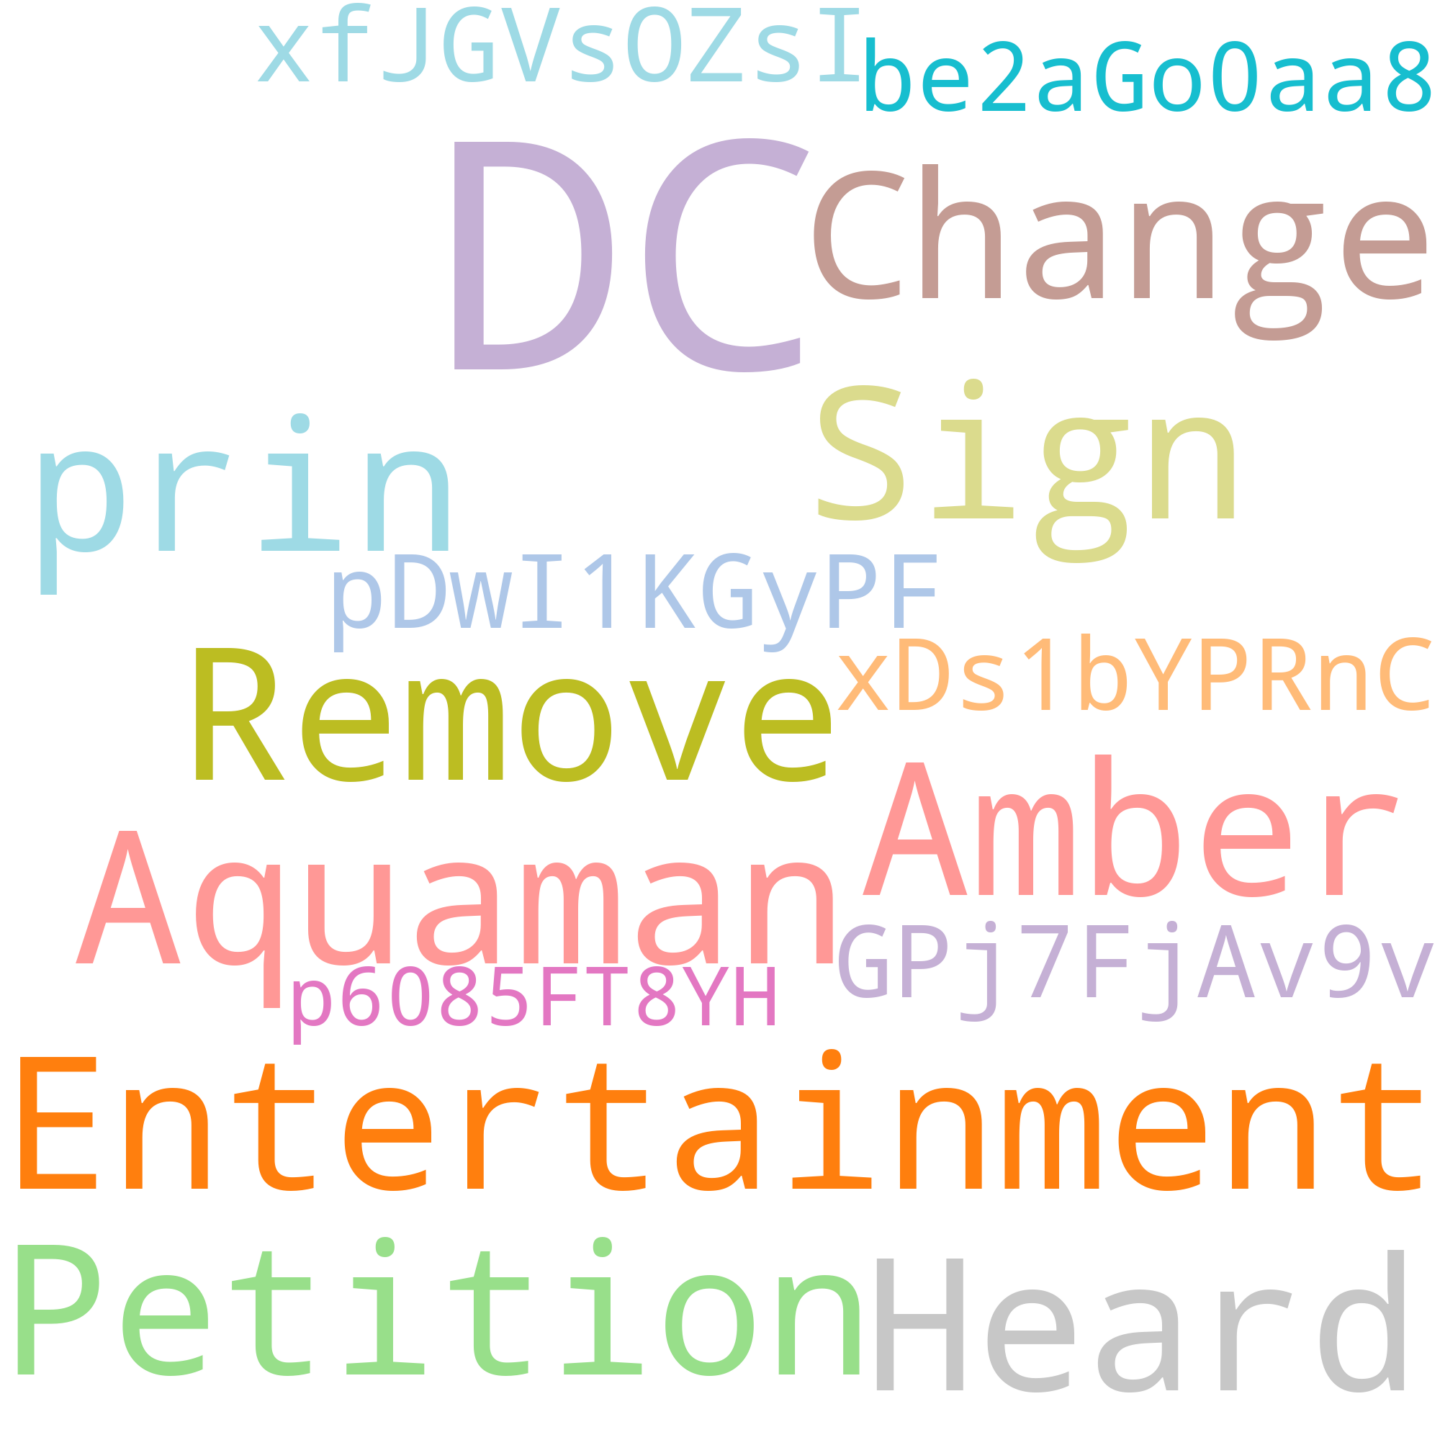 xfJGVsOZsI
be2aGo0aa8
DC
Change
prin
Sign
pDwI1KGyPF
Remove
xDs1bYPRnC
Amber
Aquaman
GPj7FjAv9v
p6085FT8YH
Entertainment
Petition
Heard